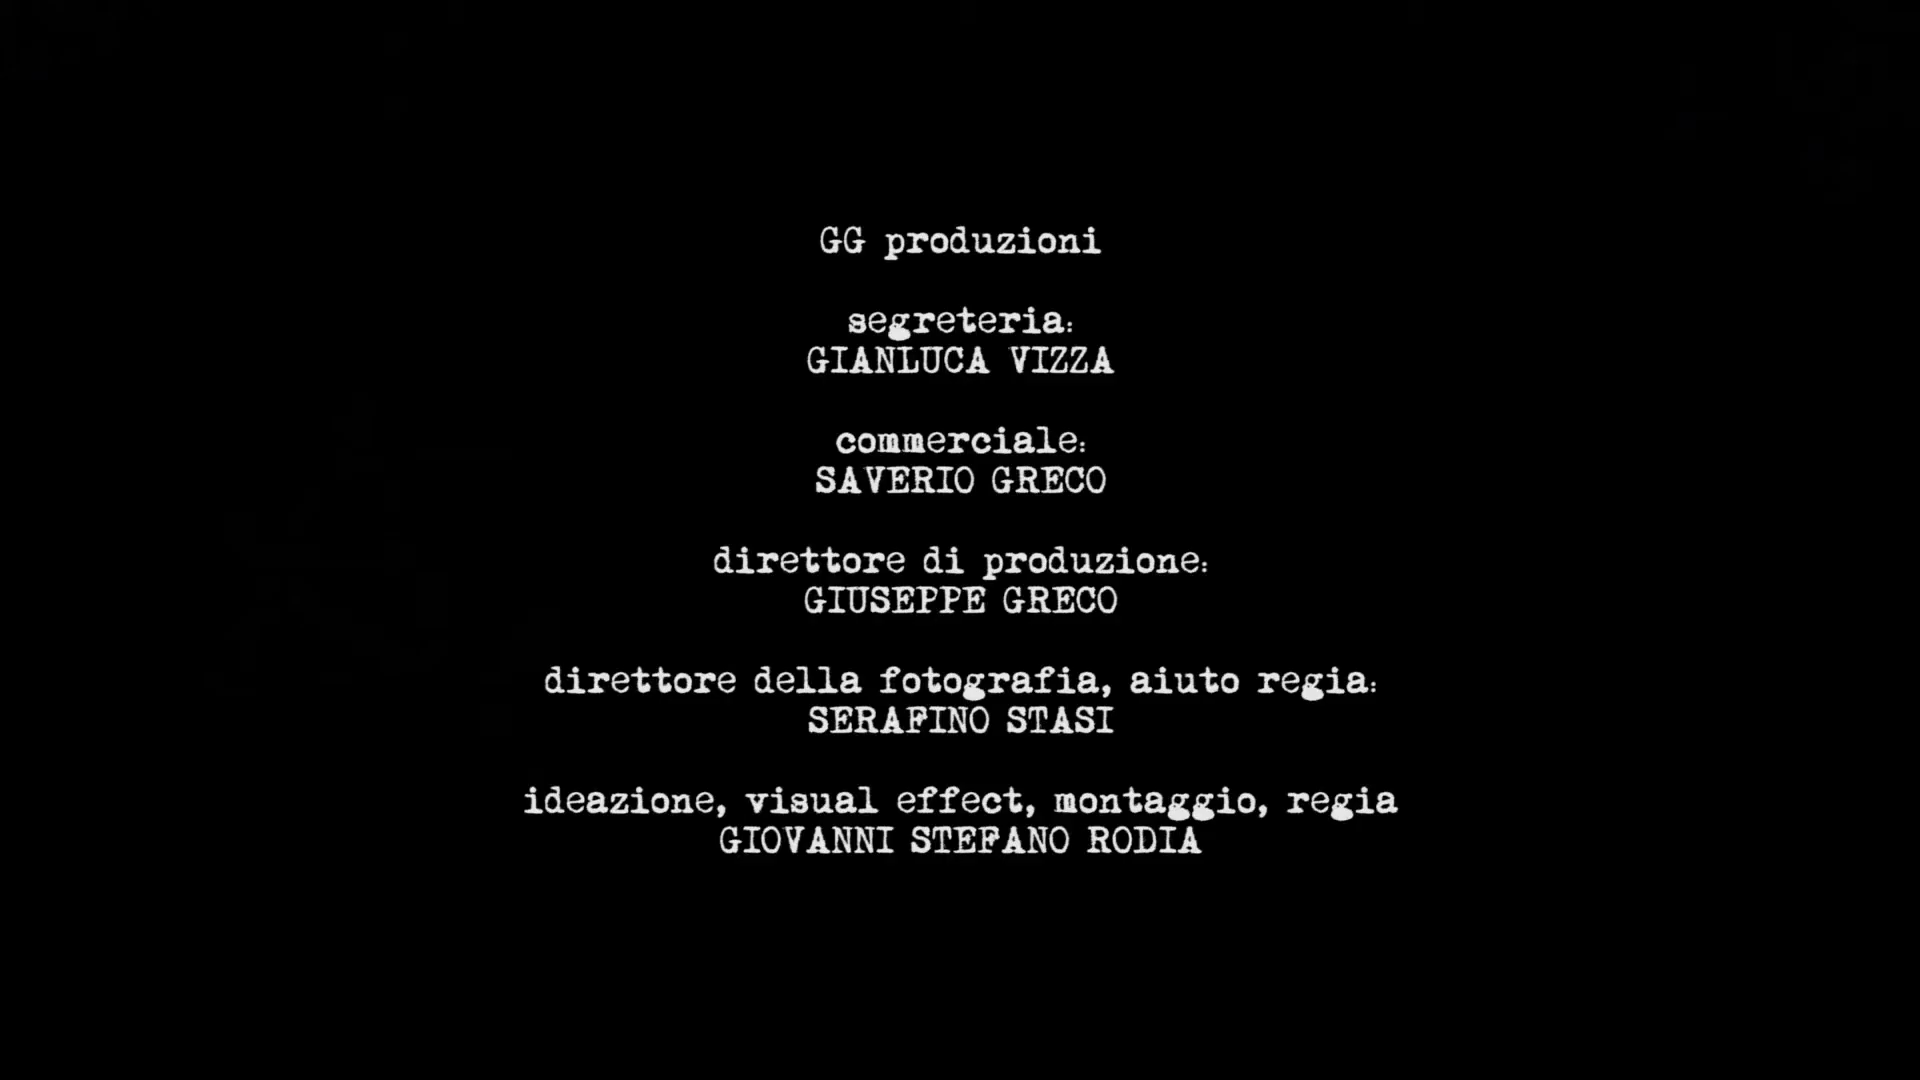 GG produzioni
segreteria:
GIANLUCA VIZZA
commerciale:
SAVERIO GRECO
direttore di produzione:
GIUSEPPE GRECO
direttore della fotografia, aiuto regia:
SERAFINO STASI
ideazione, visual effect, montaggio, regia
GIOVANNI STEFANO RODIA